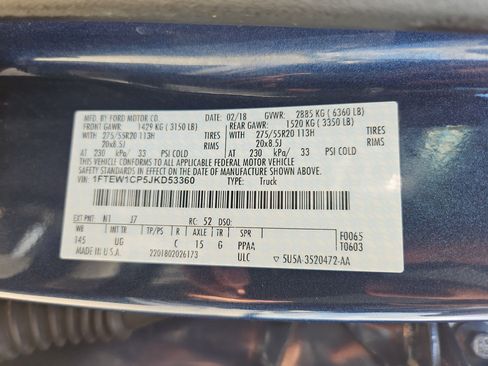 MFD. BY FORD MOTOR CO.
02/18 GVWR: 2885 KG ( 6360 LB)
FRONT GAWR: 1429 KG ( 3150 LB) REAR GAWR: 1520 KG ( 3350 LB)
275/55R20 113H TIRES WITH 275/55R20 113H TIRES
20x8.5J RIMS 20x8.5J RIMS
AT 230 kPa/ 33 PSI COLD AT 230 kPa/ 33 PSI COLD
THIS VEHICLE CONFORMS TO ALL APPLICABLE FEDERAL MOTOR VEHICLE
SAFETY STANDARDS IN EFFECT ON THE DATE OF MANUFACTURE SHOWN ABOVE.
VIN: 1FTEW1CP5JKD53360 TYPE: Truck
EXT PNT: N1 J7 RC: 52 DSO:
WB INT TR TP/PS R AXLE TR SPR F0065
145 UG C 15 G PPAA T0603
MADE IN U.S.A. 2201802026173 ULC 5U5A-3520472-AA